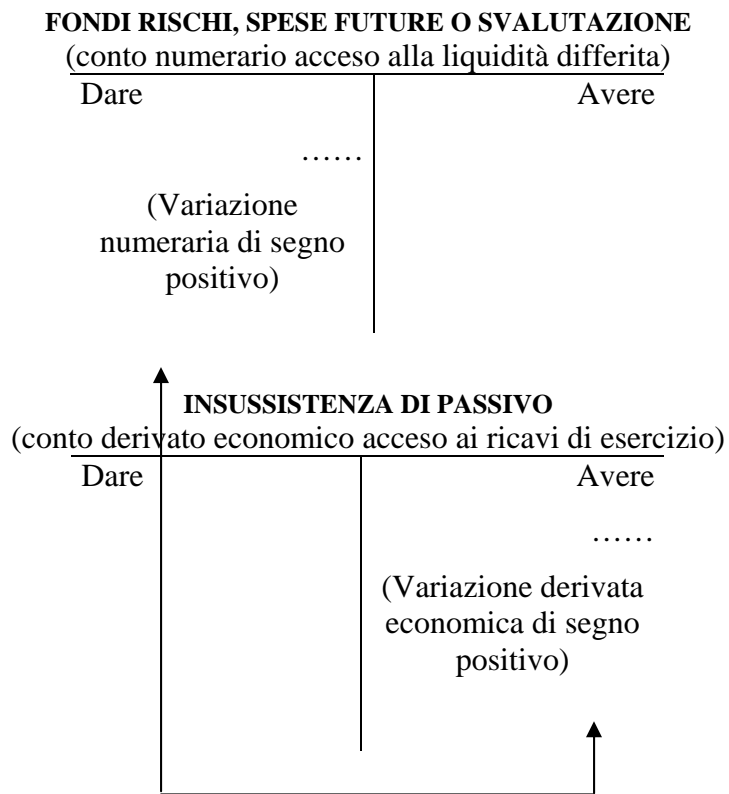 FONDI RISCHI, SPESE FUTURE O SVALUTAZIONE
(conto numerario acceso alla liquidità differita)
Dare Avere
……
(Variazione
numeraria di segno
positivo)
INSUSSISTENZA DI PASSIVO
(conto derivato economico acceso ai ricavi di esercizio)
Dare Avere
……
(Variazione derivata
economica di segno
positivo)